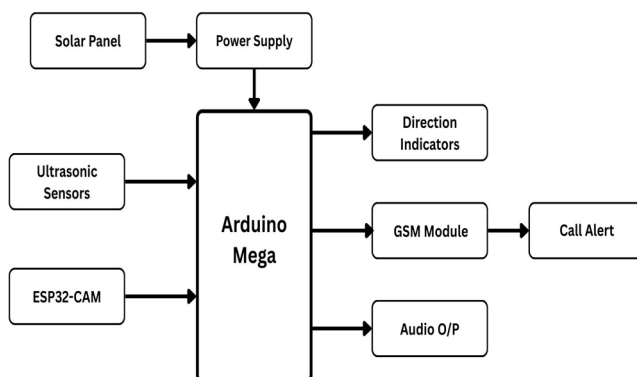 Solar Panel
Power Supply
Direction
Indicators
Ultrasonic
Sensors
Arduino
Mega
GSM Module
Call Alert
ESP32-CAM
Audio O/P